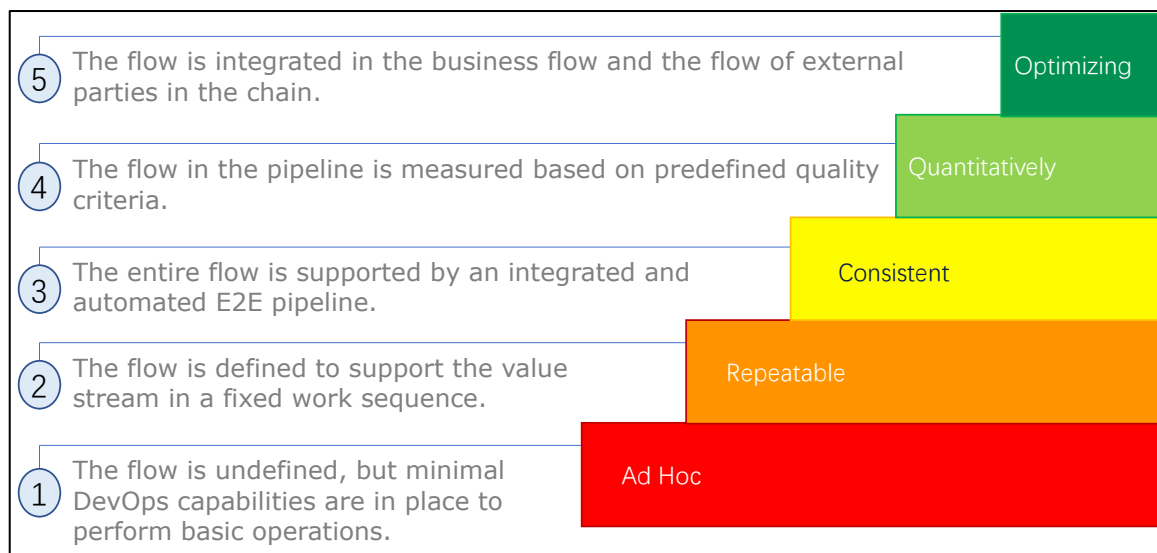 5
The flow is integrated in the business flow and the flow of external
parties in the chain.
Optimizing
4
The flow in the pipeline is measured based on predefined quality
criteria.
Quantitatively
3
The entire flow is supported by an integrated and
automated E2E pipeline.
Consistent
2
The flow is defined to support the value
stream in a fixed work sequence.
Repeatable
1
The flow is undefined, but minimal
DevOps capabilities are in place to
perform basic operations.
Ad Hoc